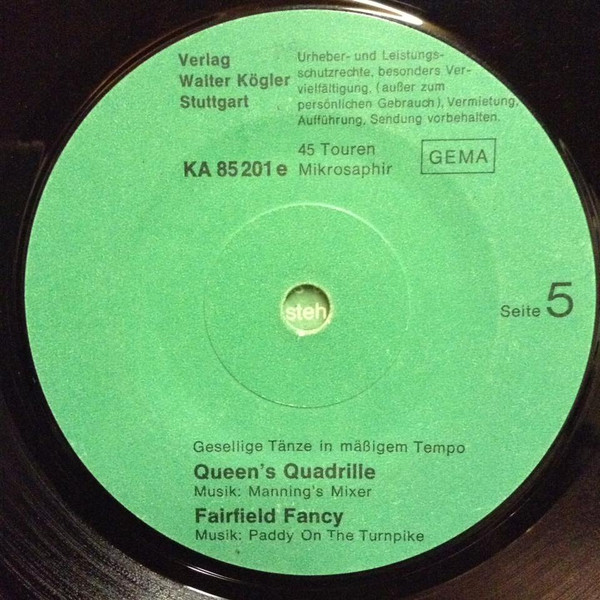 Verlag
Walter Kögler
Stuttgart
Urheber- und Leistungs-
schutzrechte, besonders Ver-
vielfältigung, (außer zum
persönlichen Gebrauch), Vermietung,
Aufführung, Sendung vorbehalten.
KA 85 201 e
45 Touren
Mikrosaphir
GEMA
Seite 5
steh
Gesellige Tänze in mäßigem Tempo
Queen's Quadrille
Musik: Manning's Mixer
Fairfield Fancy
Musik: Paddy On The Turnpike